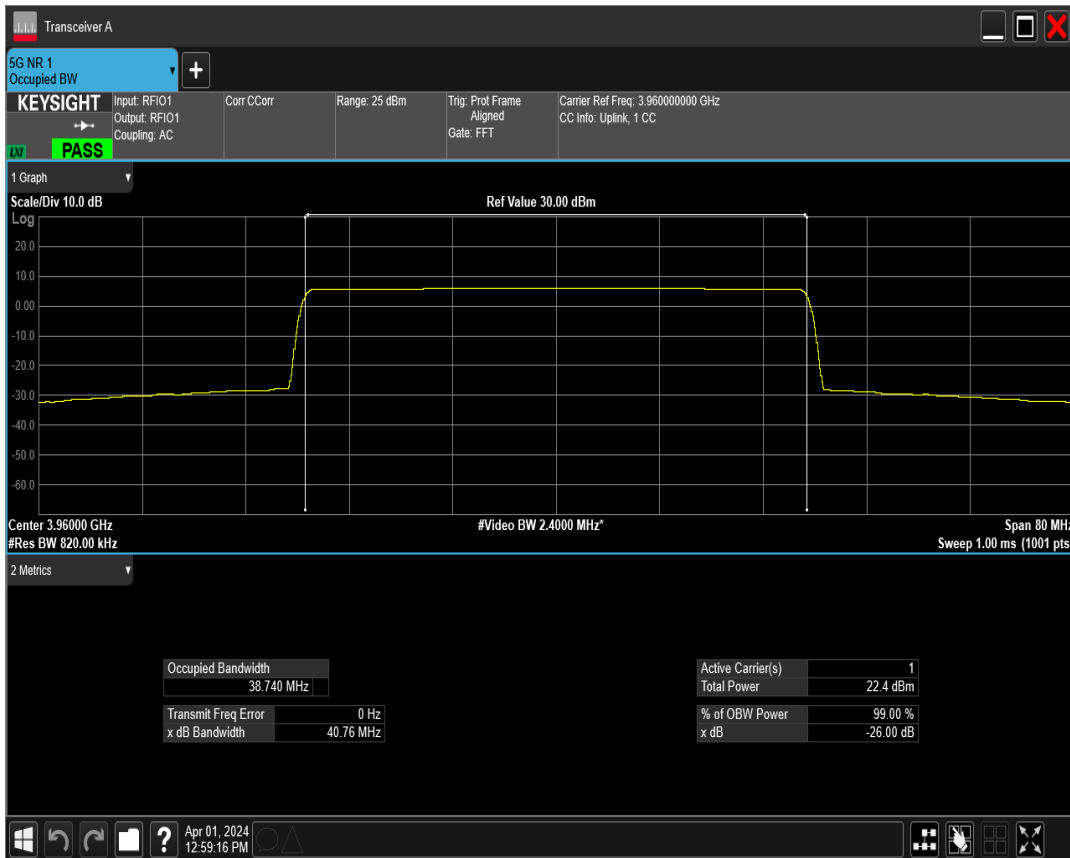 Transceiver A
5G NR 1
Occupied BW
KEYSIGHT
LXI
PASS
Input: RFIO1
Output: RFIO1
Coupling: AC
Corr CCorr
Range: 25 dBm
Trig: Prot Frame
Aligned
Gate: FFT
Carrier Ref Freq: 3.960000000 GHz
CC Info: Uplink, 1 CC
1 Graph
Scale/Div 10.0 dB
Ref Value 30.00 dBm
Log
20.0
10.0
0.00
-10.0
-20.0
-30.0
-40.0
-50.0
-60.0
Center 3.96000 GHz
#Video BW 2.4000 MHz*
Span 80 MHz
#Res BW 820.00 kHz
Sweep 1.00 ms (1001 pts
2 Metrics
Occupied Bandwidth
38.740 MHz
Transmit Freq Error 0 Hz
x dB Bandwidth 40.76 MHz
Active Carrier(s) 1
Total Power 22.4 dBm
% of OBW Power 99.00 %
x dB -26.00 dB
Apr 01, 2024
12:59:16 PM